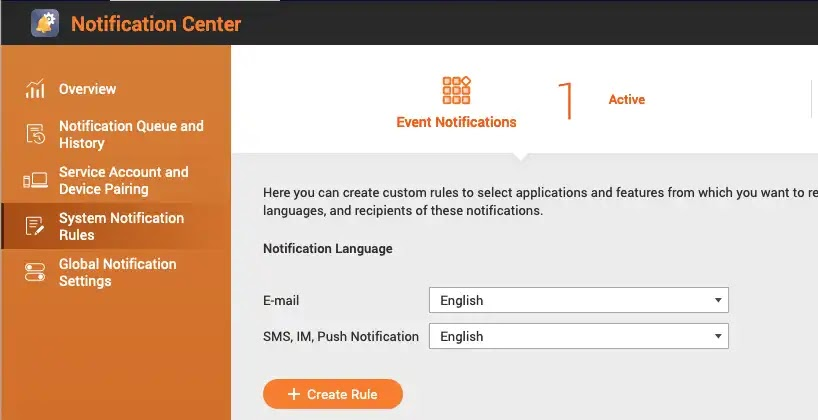 Notification Center
Overview
Notification Queue and
History
Service Account and
Device Pairing
System Notification
Rules
Global Notification
Settings
Event Notifications
1
Active
Here you can create custom rules to select applications and features from which you want to re
languages, and recipients of these notifications.
Notification Language
E-mail
English
SMS, IM, Push Notification
English
+ Create Rule